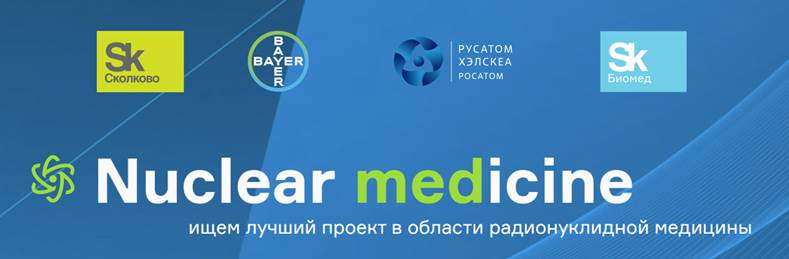 Sk
Сколково
BAYER
BAYER
РУСАТОМ
ХЭЛСКЕА
РОСАТОМ
Sk
Биомед
Nuclear medicine
ищем лучший проект в области радионуклидной медицины